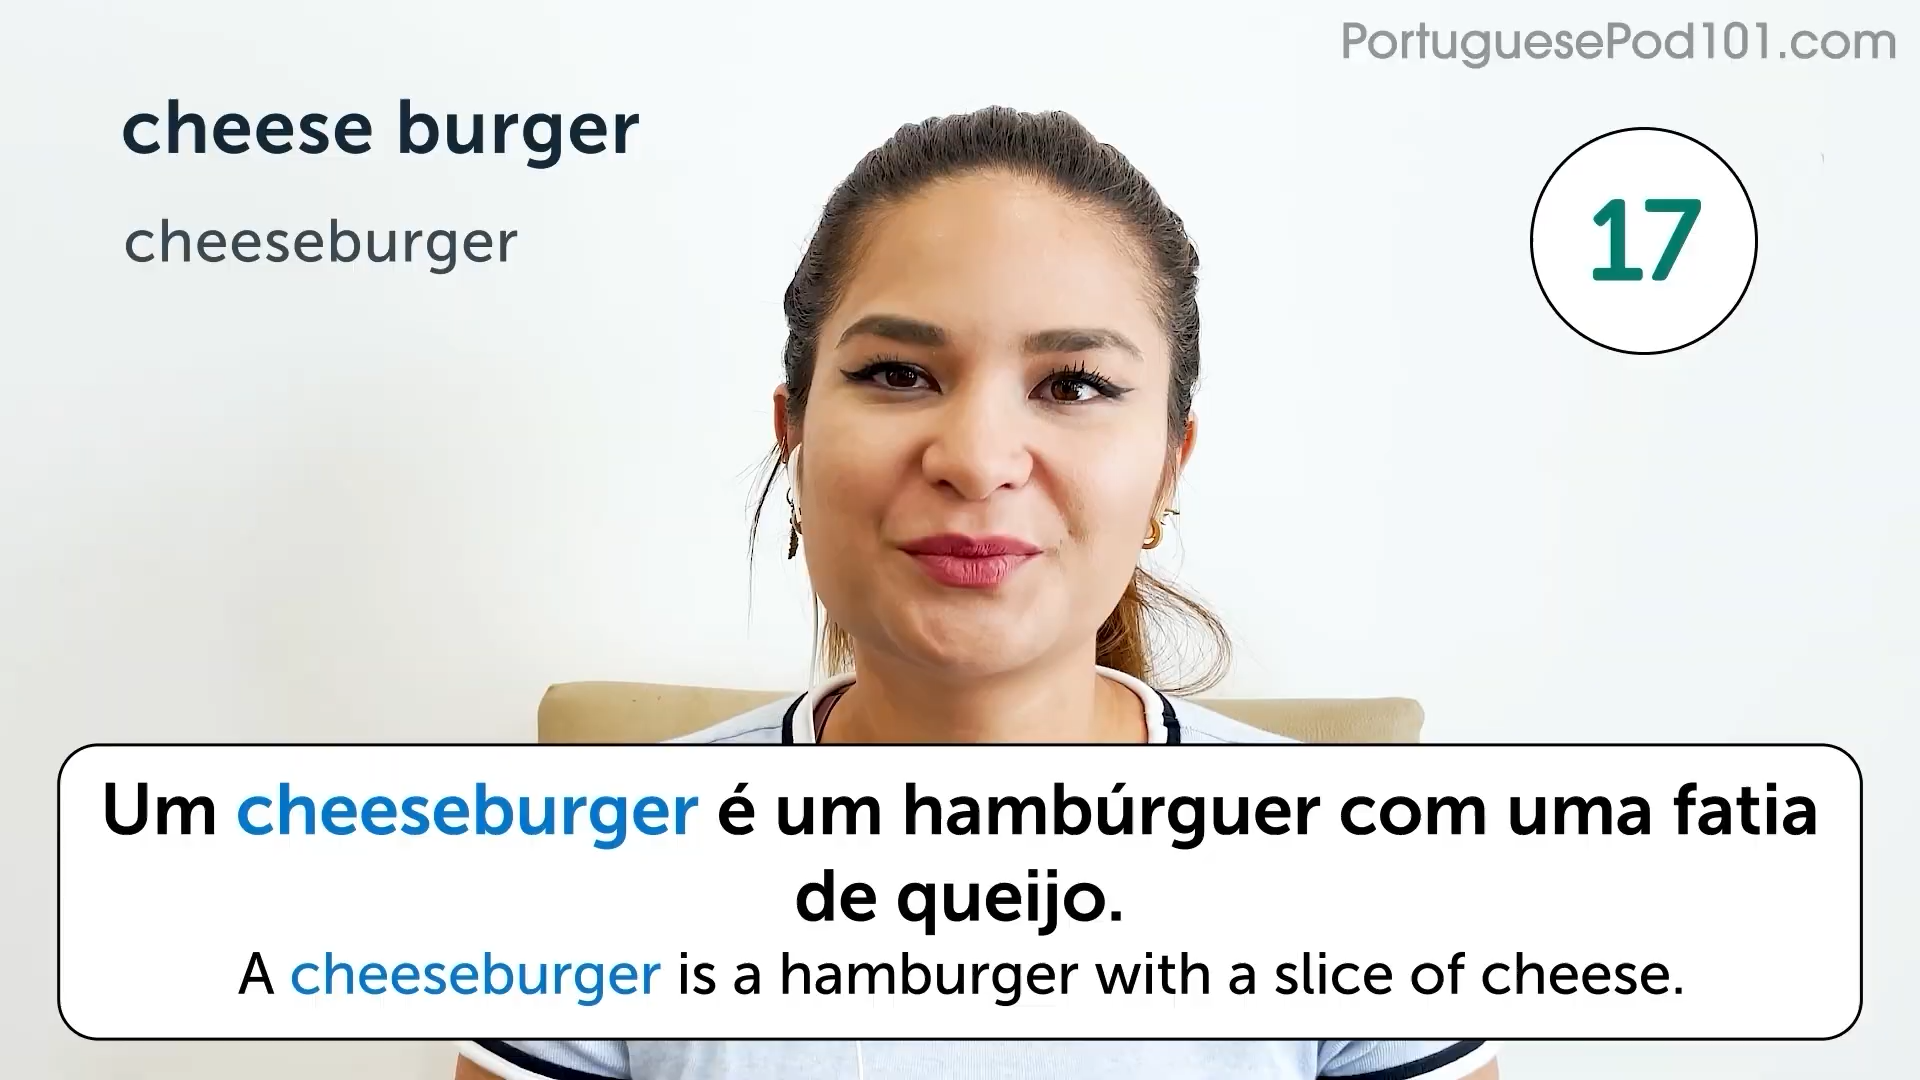 PortuguesePod101.com
cheese burger
cheeseburger
17
Um cheeseburger é um hambúrguer com uma fatia
de queijo.
A cheeseburger is a hamburger with a slice of cheese.